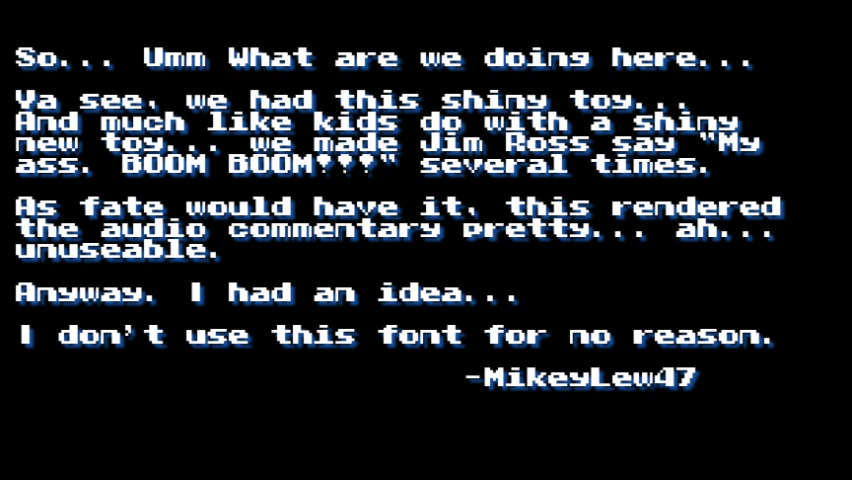 So... Umm What are we doing here...
Ya see, we had this shiny toy...
And much like kids do with a shiny
new toy... we made Jim Ross say "My
ass. BOOM BOOM!!!" several times.
As fate would have it, this rendered
the audio commentary pretty... ah...
unuseable.
Anyway. I had an idea...
I don't use this font for no reason.
-MikeyLew47